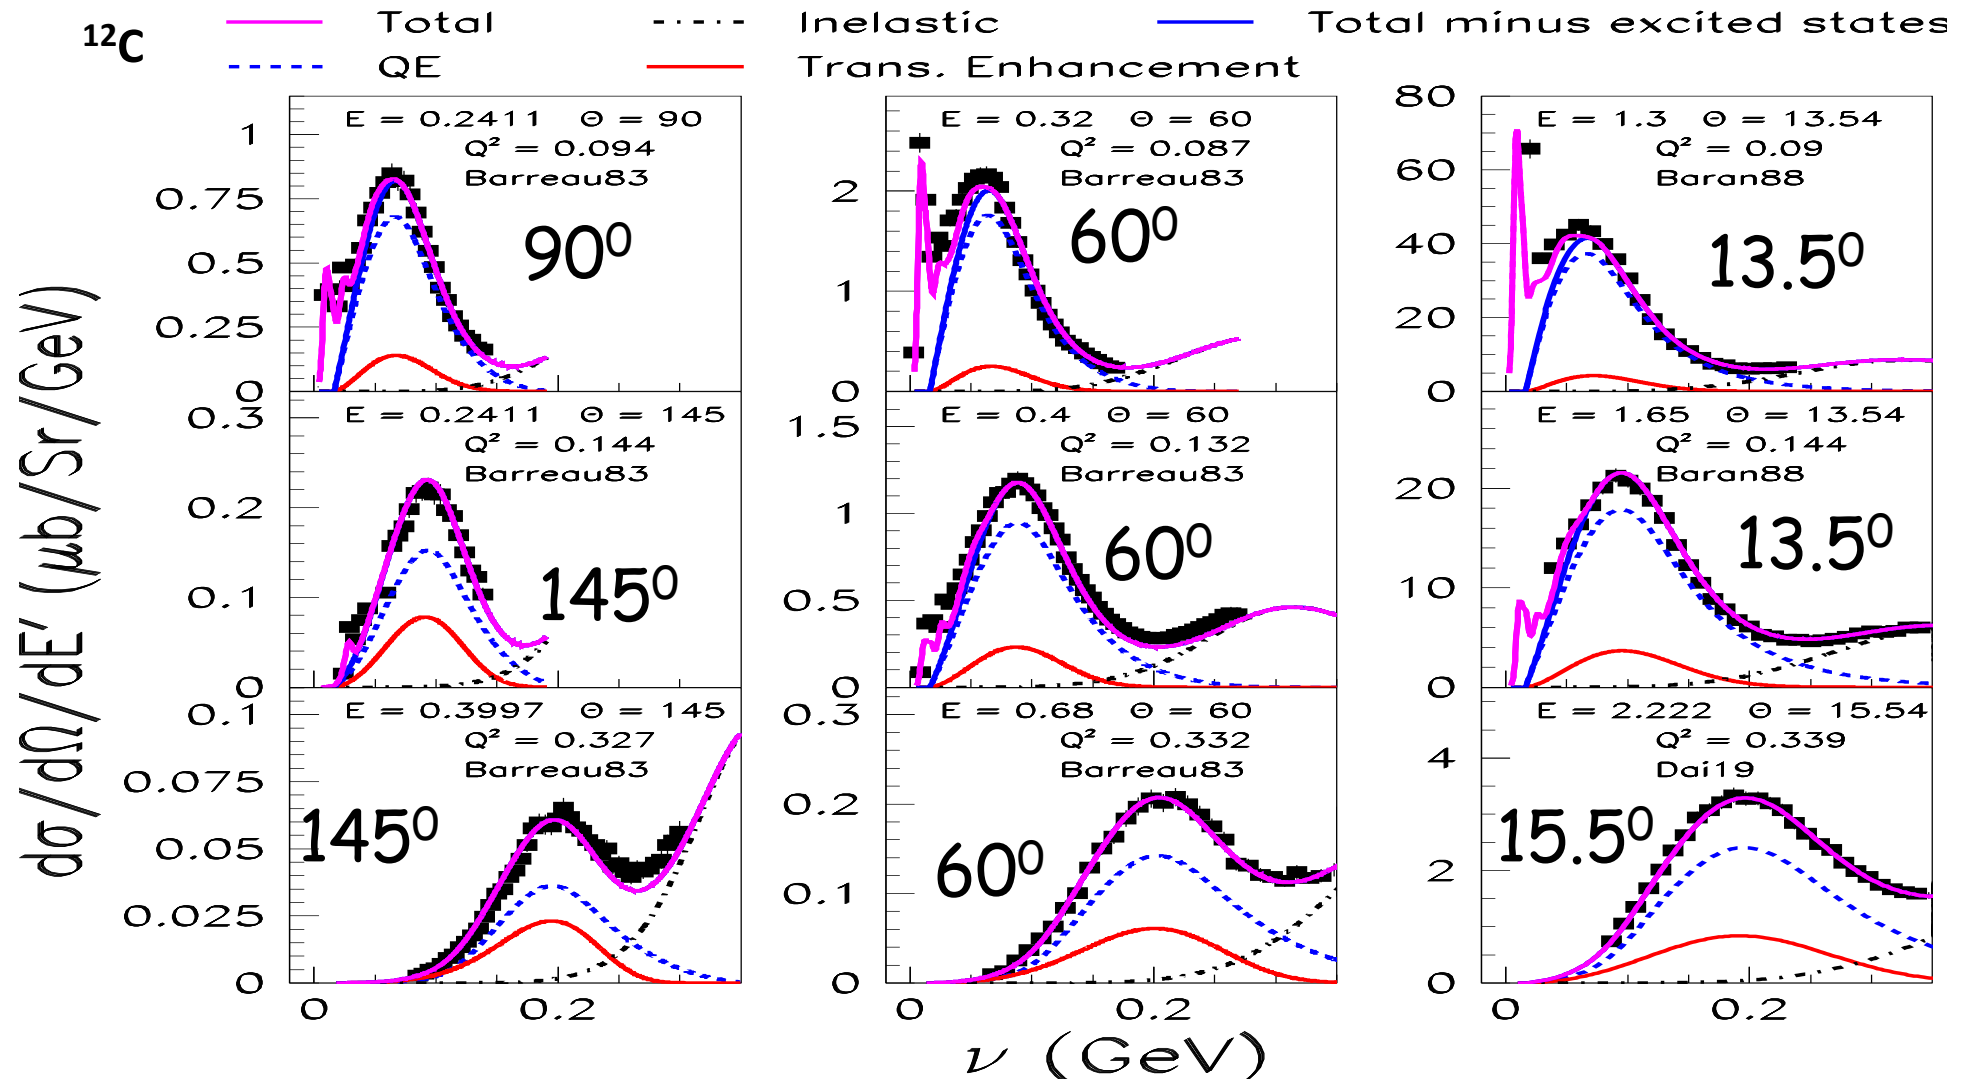 ¹²C
Total
Inelastic
Total minus excited states
QE
Trans. Enhancement
dσ/dΩ/dE′ (μb/Sr/GeV)
E = 0.2411 Θ = 90
Q² = 0.094
Barreau83
90⁰
1
0.75
0.5
0.25
0
E = 0.32 Θ = 60
Q² = 0.087
Barreau83
60⁰
2
1
0
E = 1.3 Θ = 13.54
Q² = 0.09
Baran88
13.5⁰
80
60
40
20
0
E = 0.2411 Θ = 145
Q² = 0.144
Barreau83
145⁰
0.3
0.2
0.1
0
E = 0.4 Θ = 60
Q² = 0.132
Barreau83
60⁰
1.5
1
0.5
0
E = 1.65 Θ = 13.54
Q² = 0.144
Baran88
13.5⁰
20
10
0
E = 0.3997 Θ = 145
Q² = 0.327
Barreau83
145⁰
0.1
0.075
0.05
0.025
0
0 0.2
E = 0.68 Θ = 60
Q² = 0.332
Barreau83
60⁰
0.3
0.2
0.1
0
0 0.2
E = 2.222 Θ = 15.54
Q² = 0.339
Dai19
15.5⁰
4
2
0
0 0.2
ν (GeV)